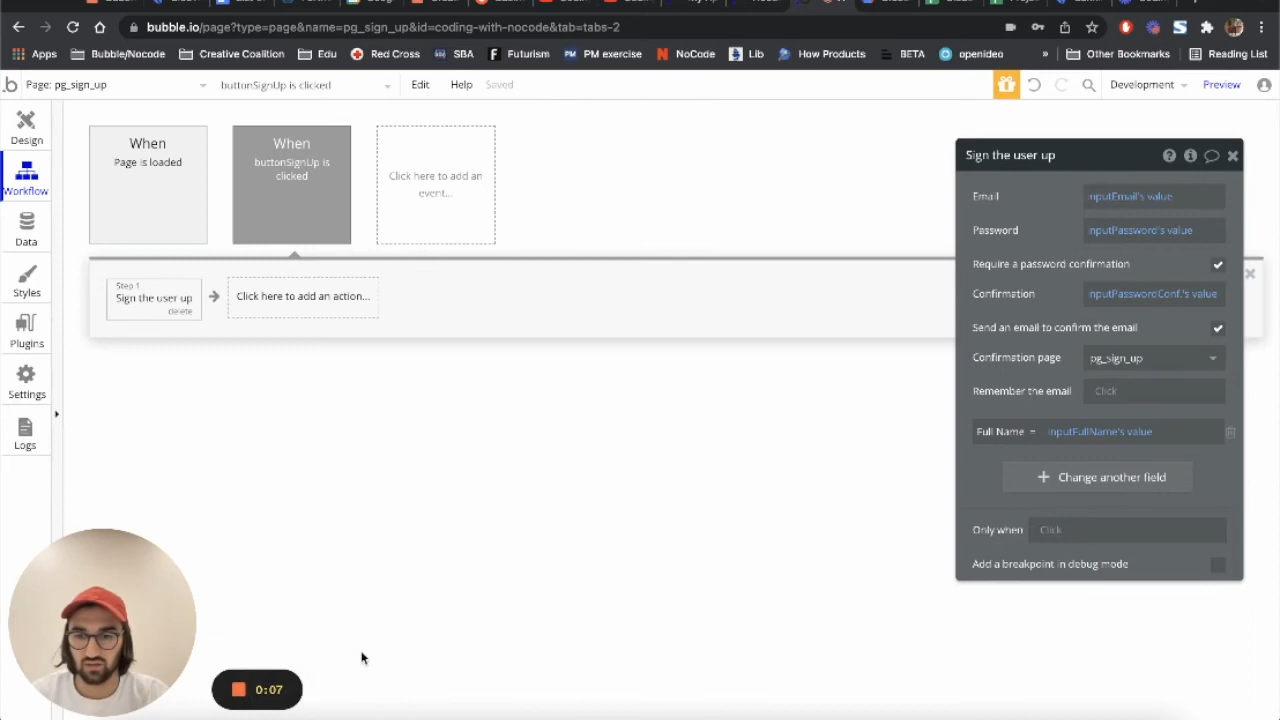 bubble.io/page?type=page&name=pg_sign_up&id=coding-with-nocode&tab=tabs-2
Apps Bubble/Nocode Creative Coalition Edu Red Cross SBA Futurism PM exercise NoCode Lib How Products BETA openideo » Other Bookmarks Reading List
Page: pg_sign_up buttonSignUp is clicked Edit Help Saved Development Preview
Design
Workflow
Data
Styles
Plugins
Settings
Logs
When
Page is loaded
When
buttonSignUp is
clicked
Click here to add an
event...
Step 1
Sign the user up
delete
Click here to add an action...
Sign the user up
Email inputEmail's value
Password inputPassword's value
Require a password confirmation
Confirmation inputPasswordConf.'s value
Send an email to confirm the email
Confirmation page pg_sign_up
Remember the email Click
Full Name = inputFullName's value
+ Change another field
Only when Click
Add a breakpoint in debug mode
0:07